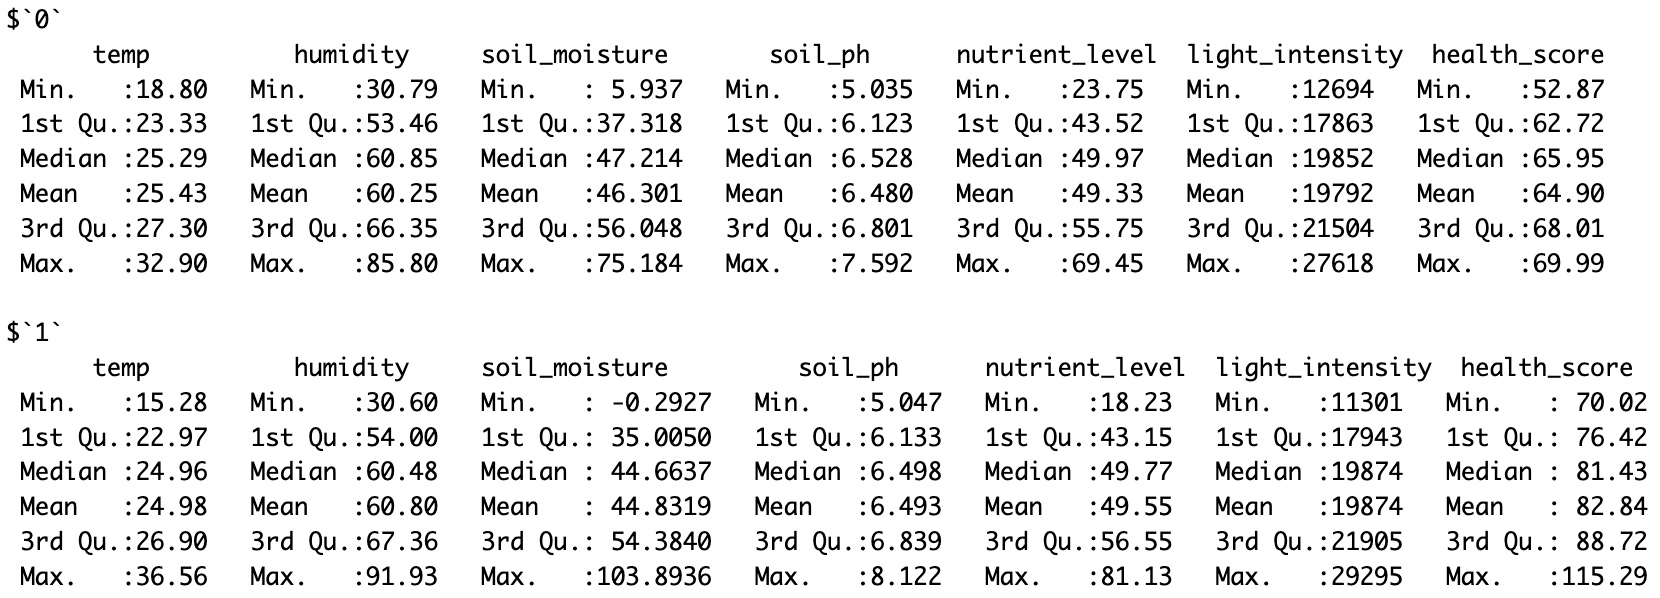 $`0`
      temp          humidity      soil_moisture       soil_ph      nutrient_level  light_intensity  health_score
 Min.   :18.80   Min.   :30.79   Min.   : 5.937   Min.   :5.035   Min.   :23.75   Min.   :12694   Min.   :52.87
 1st Qu.:23.33   1st Qu.:53.46   1st Qu.:37.318   1st Qu.:6.123   1st Qu.:43.52   1st Qu.:17863   1st Qu.:62.72
 Median :25.29   Median :60.85   Median :47.214   Median :6.528   Median :49.97   Median :19852   Median :65.95
 Mean   :25.43   Mean   :60.25   Mean   :46.301   Mean   :6.480   Mean   :49.33   Mean   :19792   Mean   :64.90
 3rd Qu.:27.30   3rd Qu.:66.35   3rd Qu.:56.048   3rd Qu.:6.801   3rd Qu.:55.75   3rd Qu.:21504   3rd Qu.:68.01
 Max.   :32.90   Max.   :85.80   Max.   :75.184   Max.   :7.592   Max.   :69.45   Max.   :27618   Max.   :69.99

$`1`
      temp          humidity     soil_moisture         soil_ph      nutrient_level  light_intensity  health_score
 Min.   :15.28   Min.   :30.60   Min.   : -0.2927   Min.   :5.047   Min.   :18.23   Min.   :11301   Min.   : 70.02
 1st Qu.:22.97   1st Qu.:54.00   1st Qu.: 35.0050   1st Qu.:6.133   1st Qu.:43.15   1st Qu.:17943   1st Qu.: 76.42
 Median :24.96   Median :60.48   Median : 44.6637   Median :6.498   Median :49.77   Median :19874   Median : 81.43
 Mean   :24.98   Mean   :60.80   Mean   : 44.8319   Mean   :6.493   Mean   :49.55   Mean   :19874   Mean   : 82.84
 3rd Qu.:26.90   3rd Qu.:67.36   3rd Qu.: 54.3840   3rd Qu.:6.839   3rd Qu.:56.55   3rd Qu.:21905   3rd Qu.: 88.72
 Max.   :36.56   Max.   :91.93   Max.   :103.8936   Max.   :8.122   Max.   :81.13   Max.   :29295   Max.   :115.29